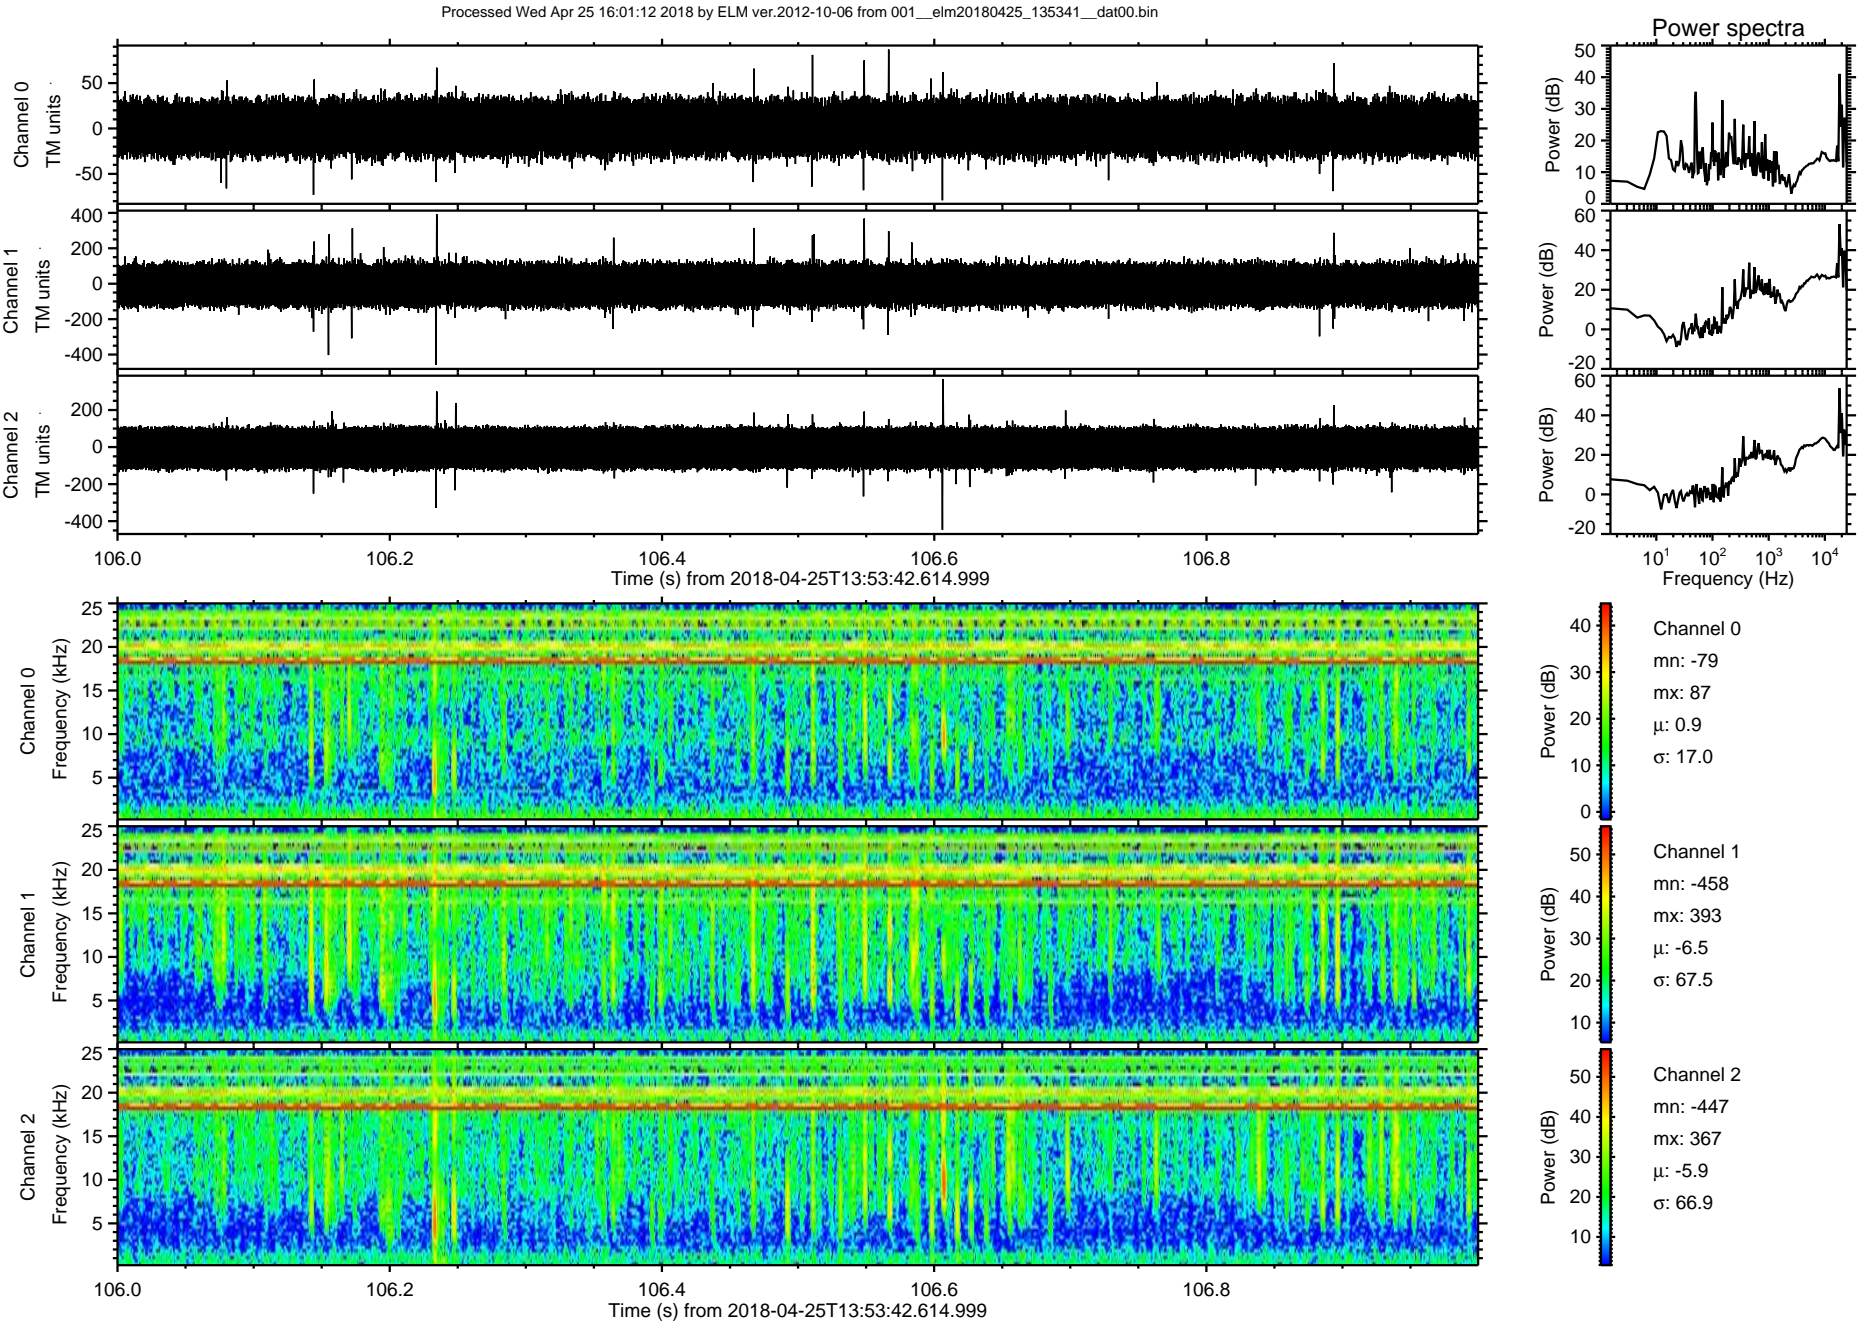 Processed Wed Apr 25 16:01:12 2018 by ELM ver.2012-10-06 from 001__elm20180425_135341__dat00.bin
Power spectra
Channel 0
TM units
50
0
-50
Power (dB)
50
40
30
20
10
0
Channel 1
TM units
400
200
0
-200
-400
Power (dB)
60
40
20
0
-20
Channel 2
TM units
200
0
-200
-400
Power (dB)
60
40
20
0
-20
106.0 106.2 106.4 106.6 106.8
Time (s) from 2018-04-25T13:53:42.614.999
10^1 10^2 10^3 10^4
Frequency (Hz)
Channel 0
Frequency (kHz)
25
20
15
10
5
Power (dB)
40
30
20
10
0
Channel 0
mn: -79
mx: 87
μ: 0.9
σ: 17.0
Channel 1
Frequency (kHz)
25
20
15
10
5
Power (dB)
50
40
30
20
10
Channel 1
mn: -458
mx: 393
μ: -6.5
σ: 67.5
Channel 2
Frequency (kHz)
25
20
15
10
5
Power (dB)
50
40
30
20
10
Channel 2
mn: -447
mx: 367
μ: -5.9
σ: 66.9
106.0 106.2 106.4 106.6 106.8
Time (s) from 2018-04-25T13:53:42.614.999